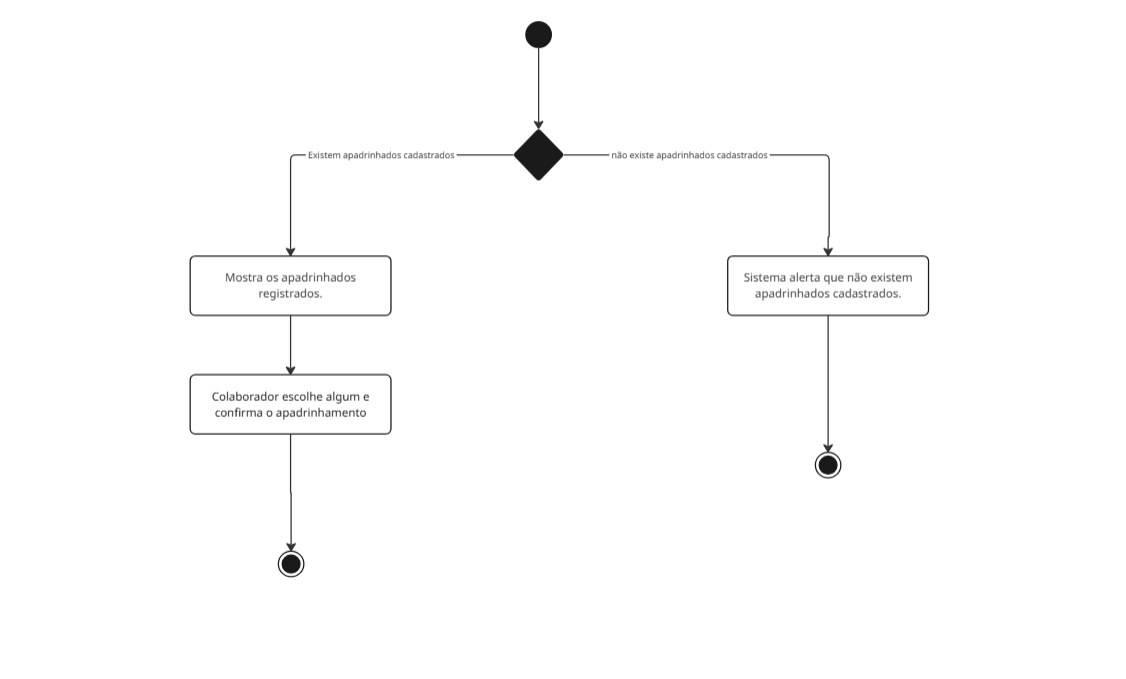 Existem apadrinhados cadastrados
não existe apadrinhados cadastrados
Mostra os apadrinhados
registrados.
Sistema alerta que não existem
apadrinhados cadastrados.
Colaborador escolhe algum e
confirma o apadrinhamento